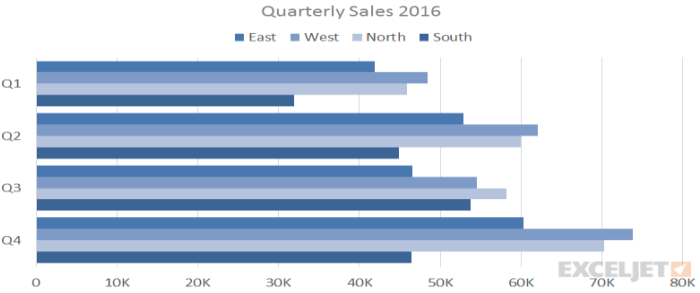 Quarterly Sales 2016
East West North South
Q1
Q2
Q3
Q4
EXCELJET
0 10K 20K 30K 40K 50K 60K 70K 80K